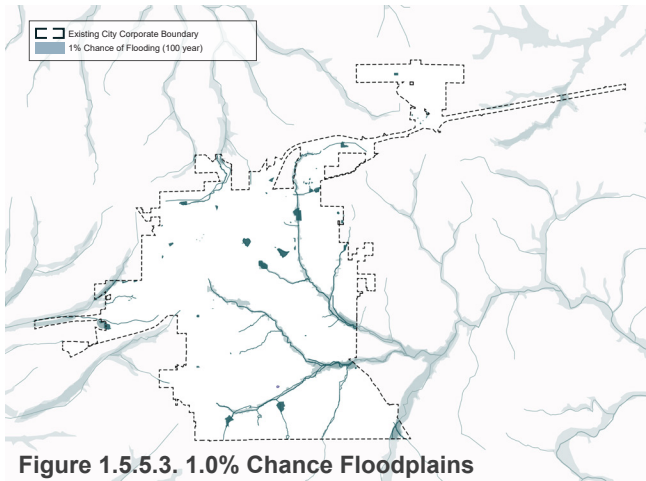 Existing City Corporate Boundary
1% Chance of Flooding (100 year)
Figure 1.5.5.3. 1.0% Chance Floodplains